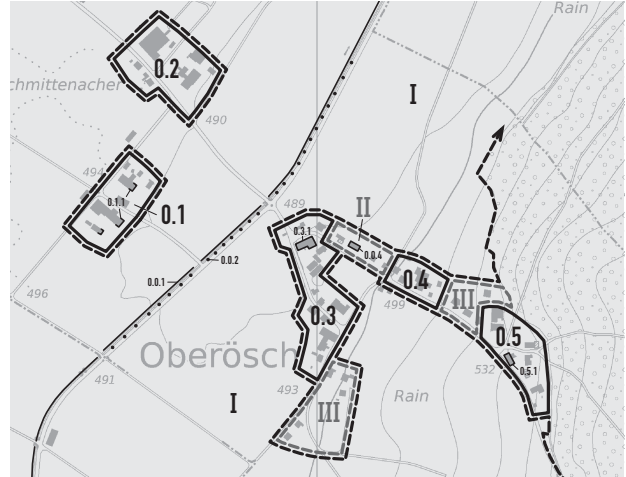 Rain
0.2
I
chmittenacher
490
494
0.1.1
0.1
489
II
0.3.1
0.0.4
0.0.2
0.0.1
0.4
III
496
499
0.3
0.5
Oberösch
532
0.5.1
491
493
Rain
I
III